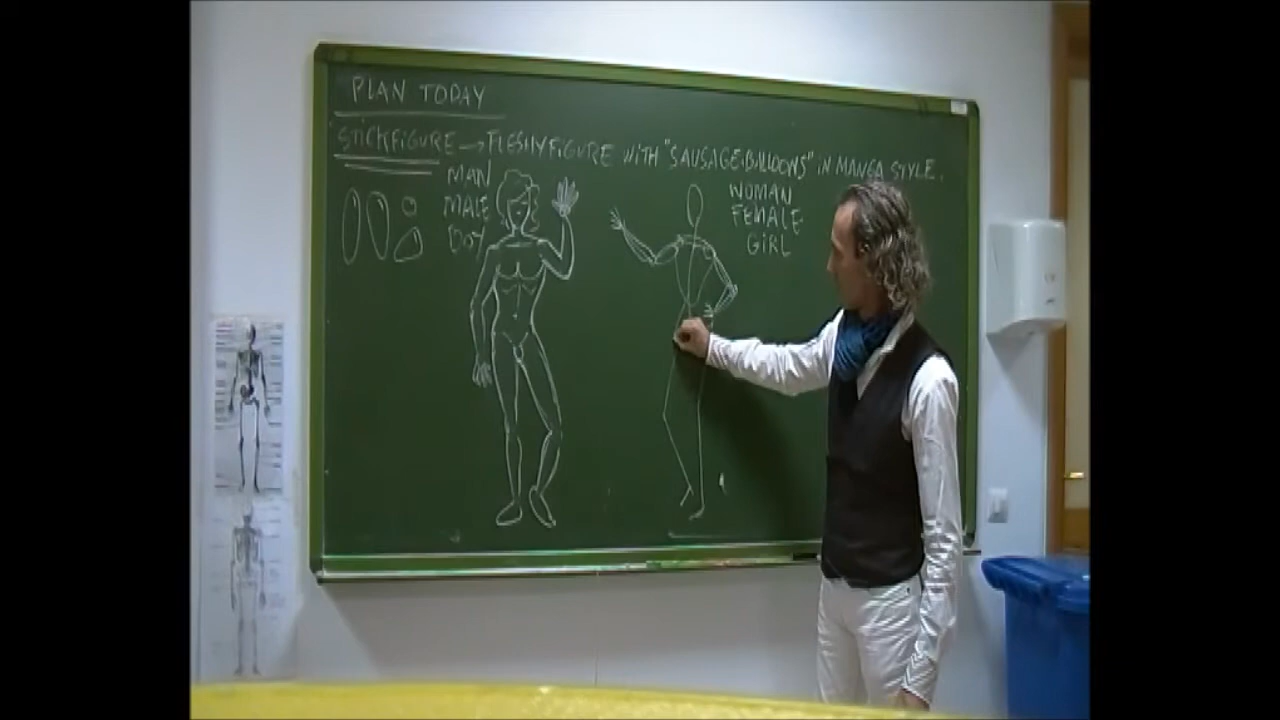 PLAN TODAY
STICKFIGURE → FLESHYFIGURE WITH "SAUSAGE-BALLOONS" IN MANGA STYLE.
MAN
MALE
BOY
WOMAN
FEMALE
GIRL